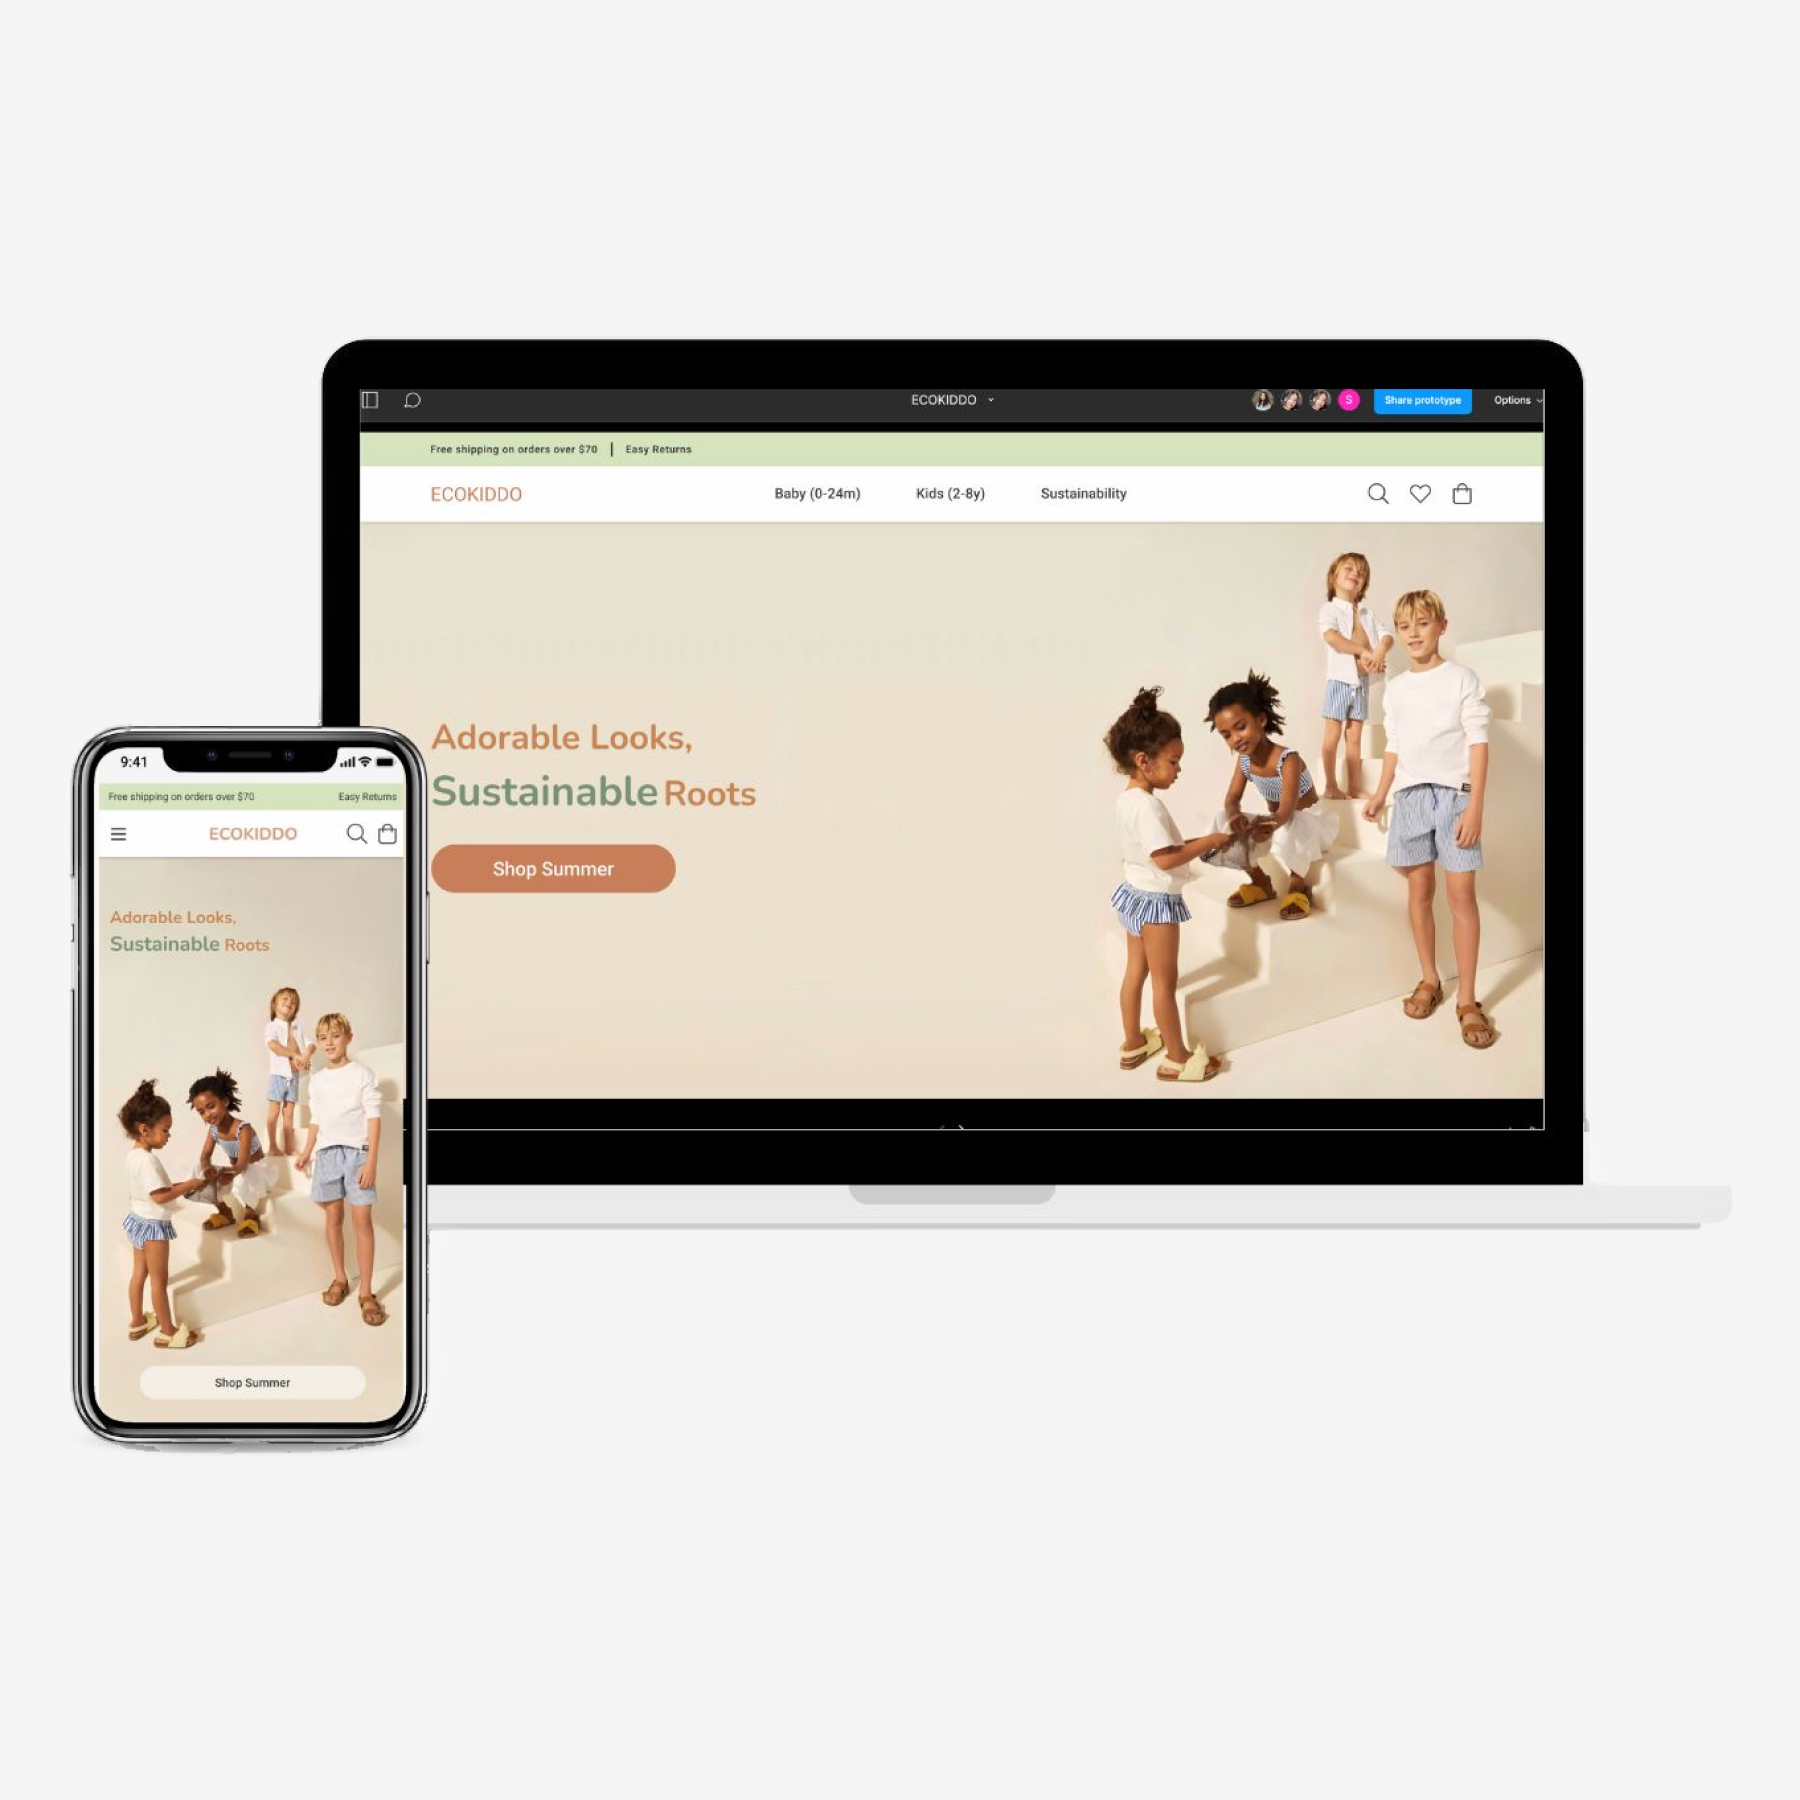 ECOKIDDO
S
Share prototype
Options
Free shipping on orders over $70 | Easy Returns
ECOKIDDO
Baby (0-24m)
Kids (2-8y)
Sustainability
Adorable Looks,
Sustainable Roots
Shop Summer
9:41
Free shipping on orders over $70
Easy Returns
ECOKIDDO
Adorable Looks,
Sustainable Roots
Shop Summer